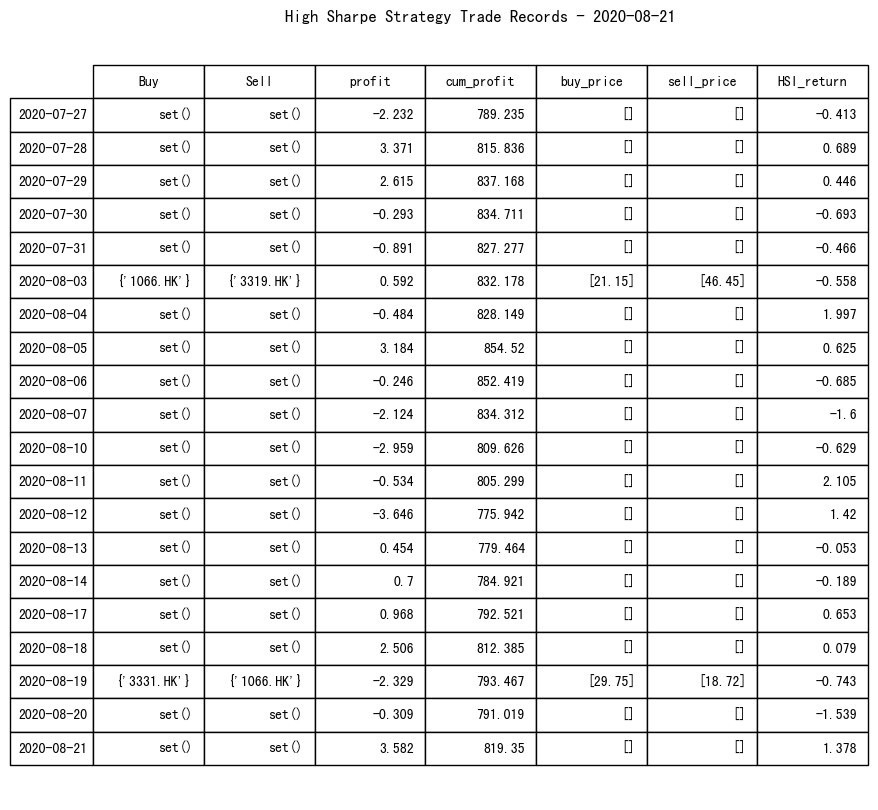 High Sharpe Strategy Trade Records - 2020-08-21
Buy Sell profit cum_profit buy_price sell_price HSI_return
2020-07-27 set() set() -2.232 789.235 [] [] -0.413
2020-07-28 set() set() 3.371 815.836 [] [] 0.689
2020-07-29 set() set() 2.615 837.168 [] [] 0.446
2020-07-30 set() set() -0.293 834.711 [] [] -0.693
2020-07-31 set() set() -0.891 827.277 [] [] -0.466
2020-08-03 {'1066.HK'} {'3319.HK'} 0.592 832.178 [21.15] [46.45] -0.558
2020-08-04 set() set() -0.484 828.149 [] [] 1.997
2020-08-05 set() set() 3.184 854.52 [] [] 0.625
2020-08-06 set() set() -0.246 852.419 [] [] -0.685
2020-08-07 set() set() -2.124 834.312 [] [] -1.6
2020-08-10 set() set() -2.959 809.626 [] [] -0.629
2020-08-11 set() set() -0.534 805.299 [] [] 2.105
2020-08-12 set() set() -3.646 775.942 [] [] 1.42
2020-08-13 set() set() 0.454 779.464 [] [] -0.053
2020-08-14 set() set() 0.7 784.921 [] [] -0.189
2020-08-17 set() set() 0.968 792.521 [] [] 0.653
2020-08-18 set() set() 2.506 812.385 [] [] 0.079
2020-08-19 {'3331.HK'} {'1066.HK'} -2.329 793.467 [29.75] [18.72] -0.743
2020-08-20 set() set() -0.309 791.019 [] [] -1.539
2020-08-21 set() set() 3.582 819.35 [] [] 1.378